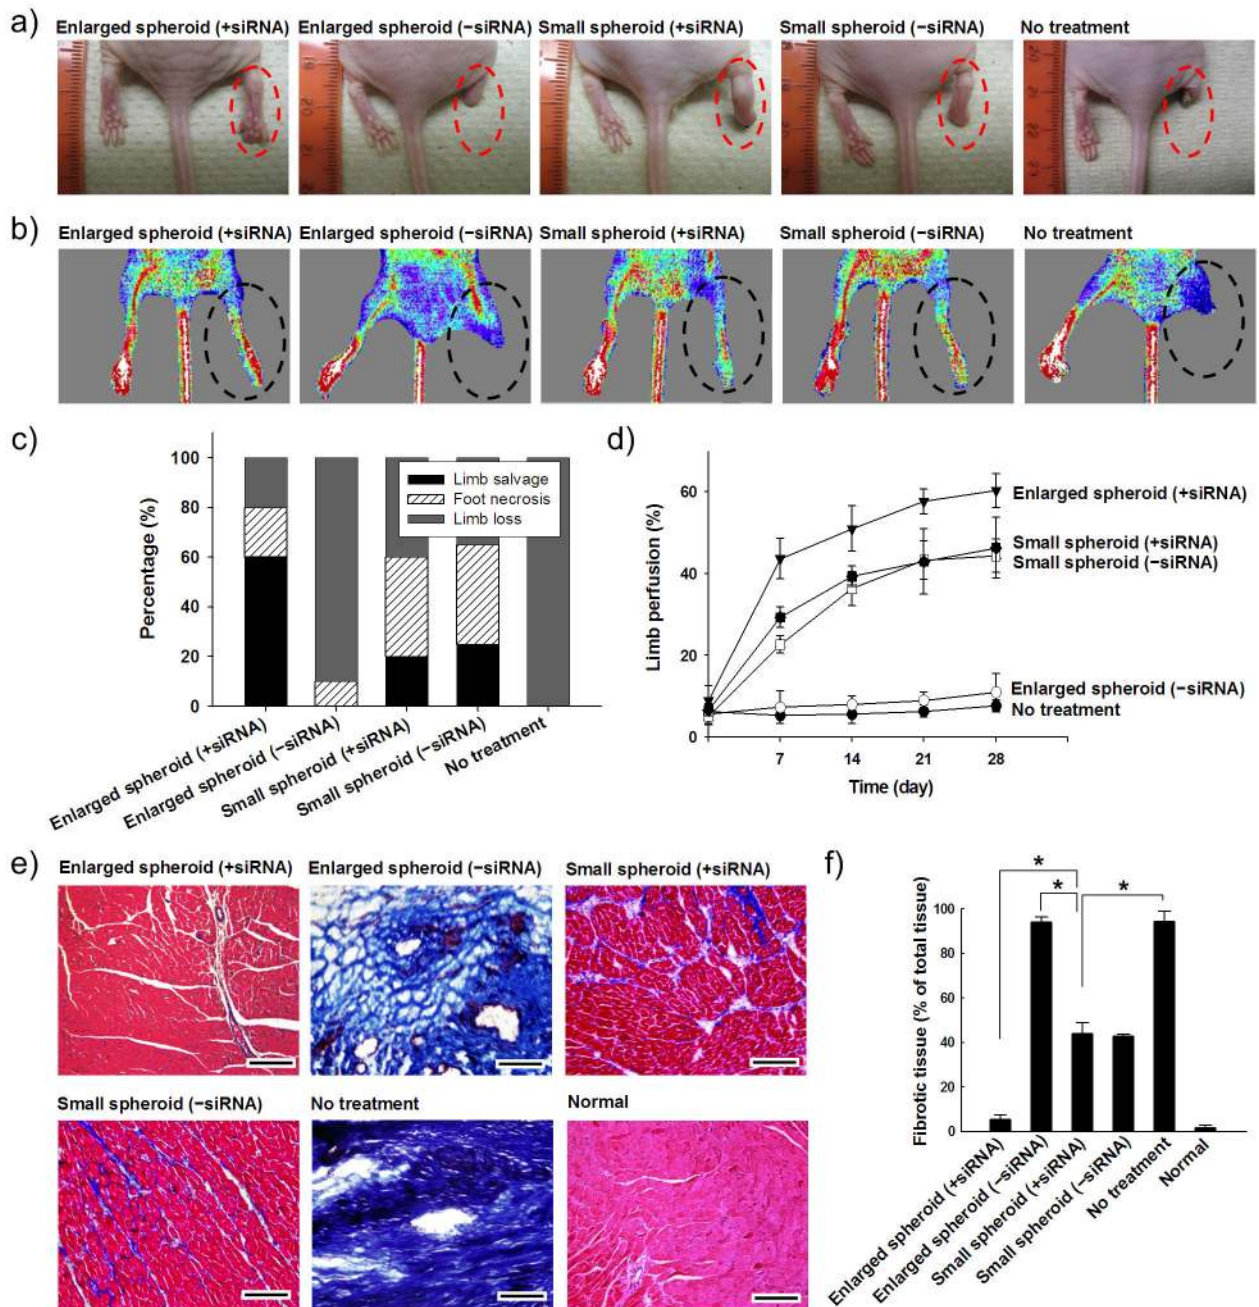 a)
Enlarged spheroid (+siRNA) Enlarged spheroid (−siRNA) Small spheroid (+siRNA) Small spheroid (−siRNA) No treatment
b)
Enlarged spheroid (+siRNA) Enlarged spheroid (−siRNA) Small spheroid (+siRNA) Small spheroid (−siRNA) No treatment
c)
Percentage (%)
100
80
60
40
20
0
Limb salvage
Foot necrosis
Limb loss
Enlarged spheroid (+siRNA)
Enlarged spheroid (−siRNA)
Small spheroid (+siRNA)
Small spheroid (−siRNA)
No treatment
d)
Limb perfusion (%)
60
40
20
0
Enlarged spheroid (+siRNA)
Small spheroid (+siRNA)
Small spheroid (−siRNA)
Enlarged spheroid (−siRNA)
No treatment
7 14 21 28
Time (day)
e)
Enlarged spheroid (+siRNA) Enlarged spheroid (−siRNA) Small spheroid (+siRNA)
Small spheroid (−siRNA) No treatment Normal
f)
Fibrotic tissue (% of total tissue)
100
80
60
40
20
0
* * *
Enlarged spheroid (+siRNA)
Enlarged spheroid (−siRNA)
Small spheroid (+siRNA)
Small spheroid (−siRNA)
No treatment
Normal